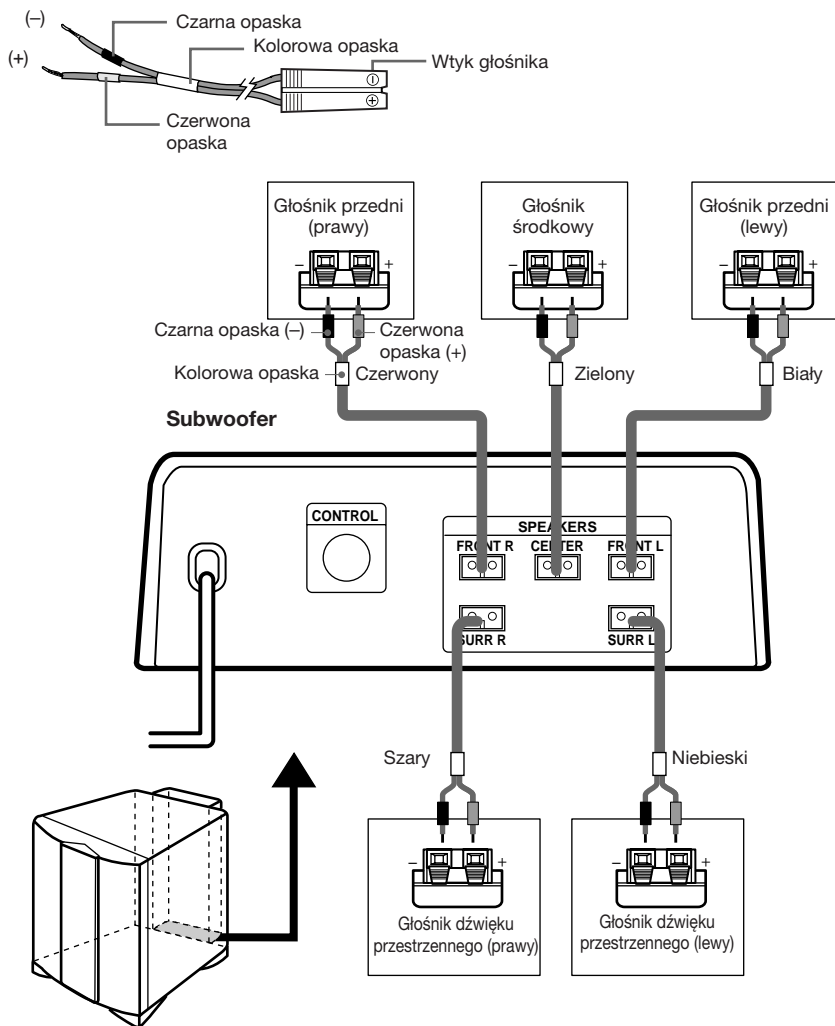 (–)
Czarna opaska
Kolorowa opaska
(+)
Wtyk głośnika
Czerwona
opaska
Głośnik przedni
(prawy)
Głośnik
środkowy
Głośnik przedni
(lewy)
– +
– +
– +
Czarna opaska (–)
Czerwona
opaska (+)
Kolorowa opaska
Czerwony
Zielony
Biały
Subwoofer
CONTROL
SPEAKERS
FRONT R
CENTER
FRONT L
SURR R
SURR L
Szary
Niebieski
– +
– +
Głośnik dźwięku
przestrzennego (prawy)
Głośnik dźwięku
przestrzennego (lewy)